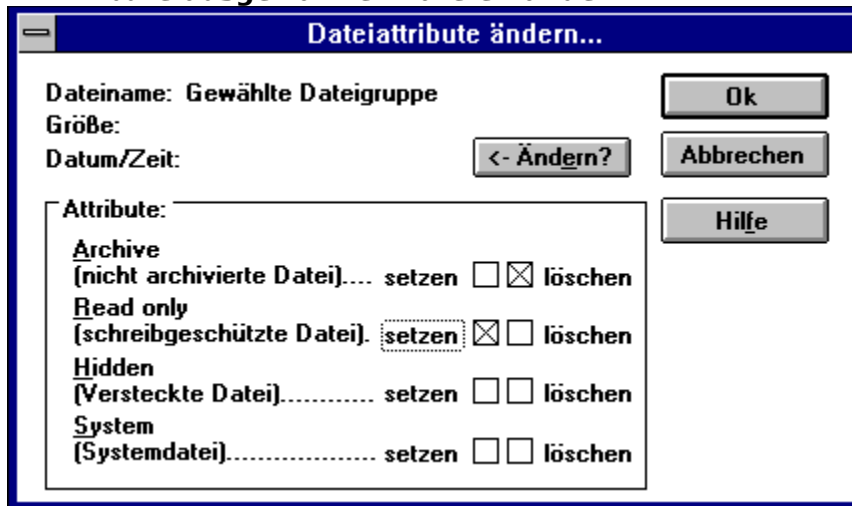 Dateiattribute ändern...
Dateiname: Gewählte Dateigruppe
Größe:
Datum/Zeit:
<- Ändern?
Ok
Abbrechen
Hilfe
Attribute:
Archive
(nicht archivierte Datei).... setzen löschen
Read only
(schreibgeschützte Datei). setzen löschen
Hidden
(Versteckte Datei)............ setzen löschen
System
(Systemdatei)................... setzen löschen